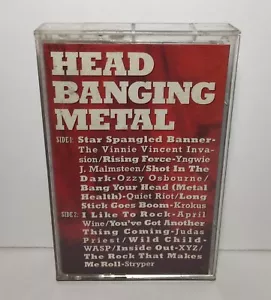 HEAD
BANGING
METAL
SIDE 1: Star Spangled Banner-
The Vinnie Vincent Inva-
sion/Rising Force-Yngwie
J. Malmsteen/Shot In The
Dark-Ozzy Osbourne/
Bang Your Head (Metal
Health)-Quiet Riot/Long
Stick Goes Boom-Krokus
SIDE 2: I Like To Rock-April
Wine/You've Got Another
Thing Coming-Judas
Priest/Wild Child-
WASP/Inside Out-XYZ/
The Rock That Makes
Me Roll-Stryper